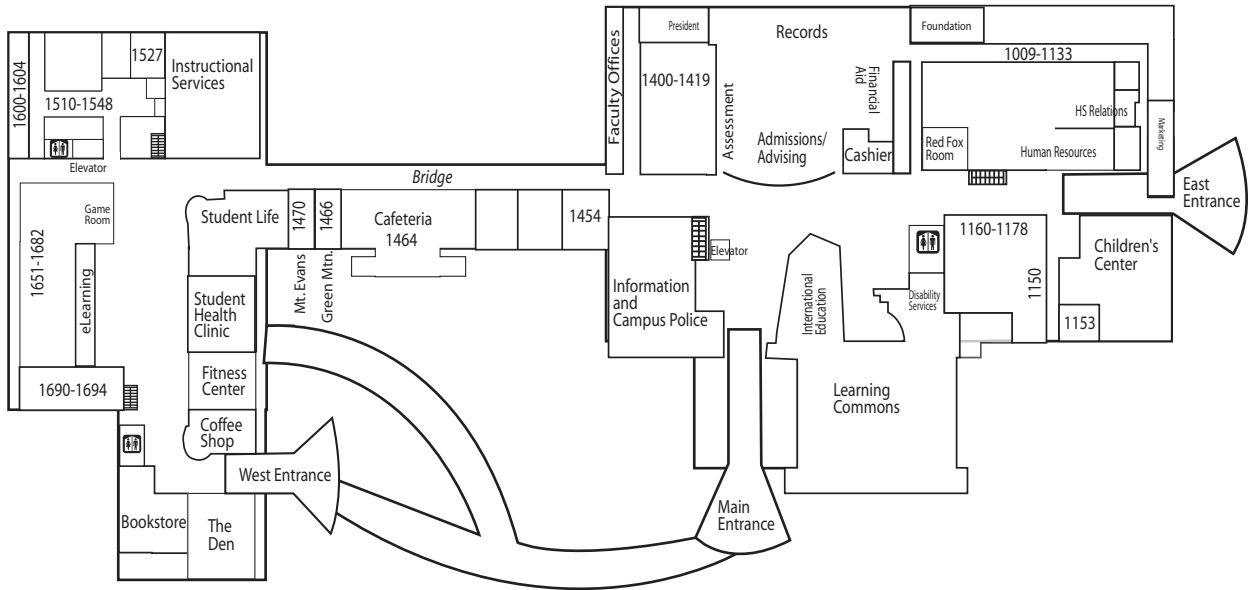 President
Records
Foundation
1527
Instructional
Services
1600-1604
1510-1548
Faculty Offices
1400-1419
Assessment
Financial
Aid
1009-1133
HS Relations
Marketing
Admissions/
Advising
Cashier
Red Fox
Room
Human Resources
Elevator
Bridge
East
Entrance
Game
Room
Student Life
1470
1466
Cafeteria
1464
1454
1160-1178
Children's
Center
1651-1682
eLearning
Mt. Evans
Green Mtn.
Elevator
Information
and
Campus Police
International
Education
Disability
Services
1150
1153
Student
Health
Clinic
Fitness
Center
1690-1694
Learning
Commons
Coffee
Shop
West Entrance
Main
Entrance
Bookstore
The
Den